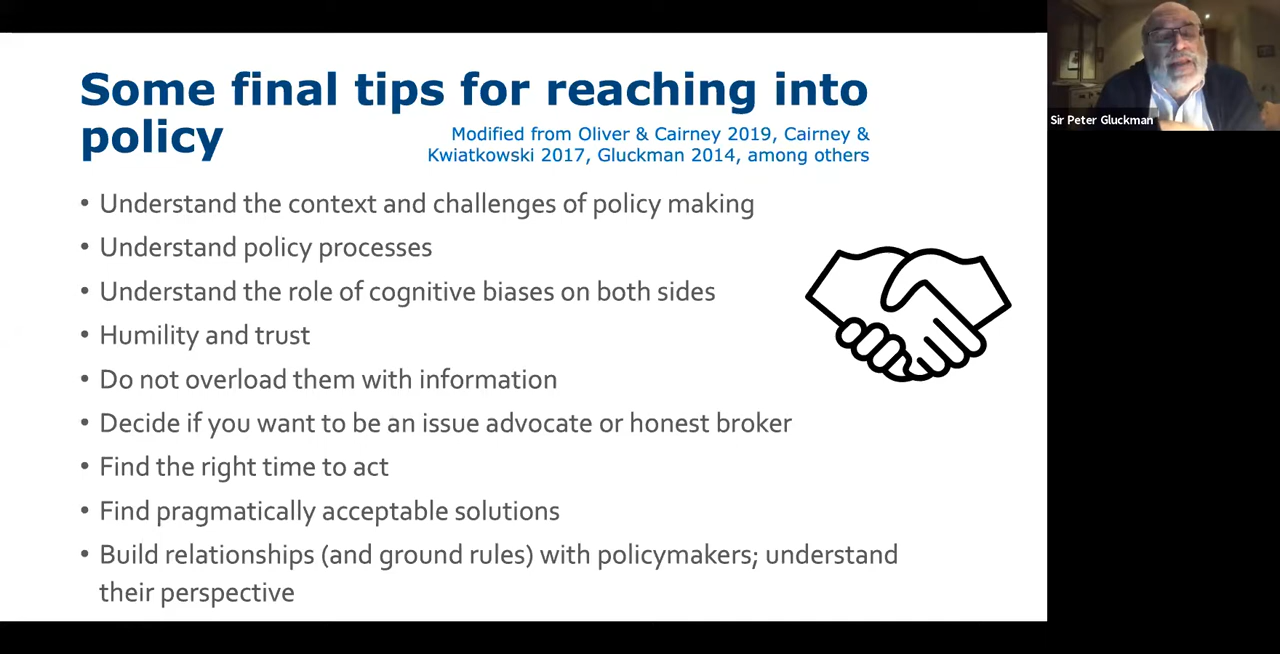 Some final tips for reaching into
policy
Modified from Oliver & Cairney 2019, Cairney &
Kwiatkowski 2017, Gluckman 2014, among others
• Understand the context and challenges of policy making
• Understand policy processes
• Understand the role of cognitive biases on both sides
• Humility and trust
• Do not overload them with information
• Decide if you want to be an issue advocate or honest broker
• Find the right time to act
• Find pragmatically acceptable solutions
• Build relationships (and ground rules) with policymakers; understand
their perspective
Sir Peter Gluckman